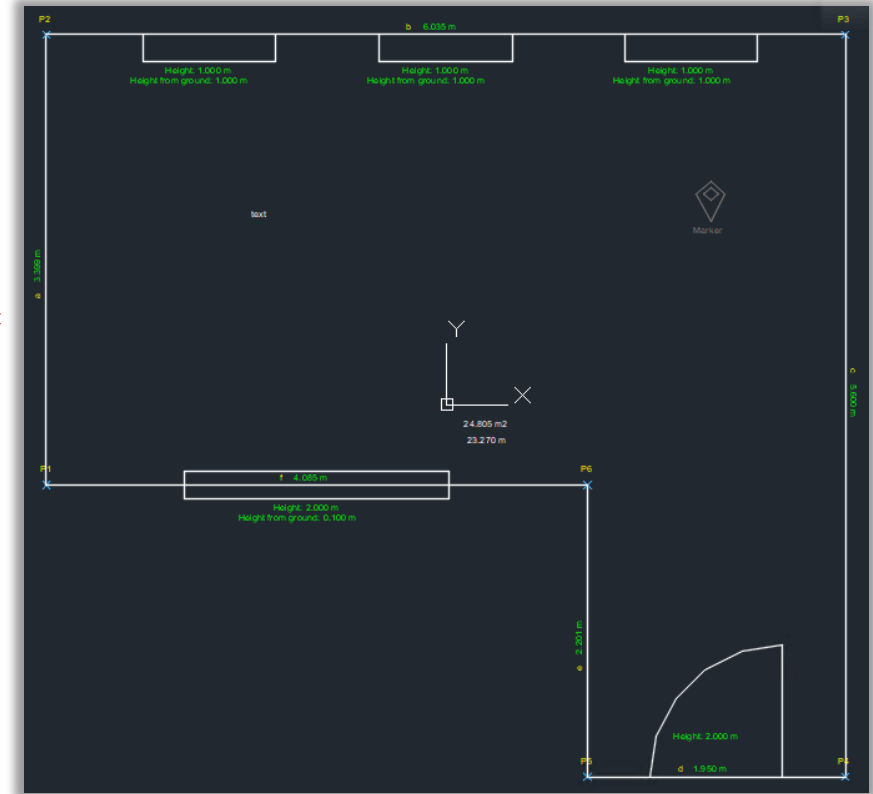 P2
b 6.035 m
P3
Height: 1.000 m
Height from ground: 1.000 m
Height: 1.000 m
Height from ground: 1.000 m
Height: 1.000 m
Height from ground: 1.000 m
text
Marker
a 3.399 m
Y
X
c 5.600 m
24.805 m2
23.270 m
P1
f 4.085 m
P6
Height: 2.000 m
Height from ground: 0.100 m
e 2.201 m
Height: 2.000 m
P5
d 1.950 m
P4